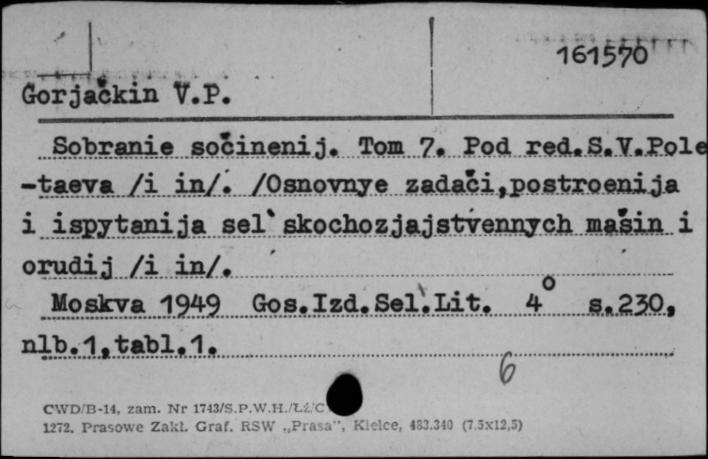 161570
Gorjačkin V.P.
Sobranie sočinenij. Tom 7. Pod red.S.V.Pole
-taeva /i in/. /Osnovnye zadači,postroenija
i ispytanija sel`skochozjajstvennych mašin i
orudij /i in/.
Moskva 1949 Gos.Izd.Sel`.Lit. 4° s.230,
nlb.1,tabl.1.
6
CWD/B-14, zam. Nr 1743/S.P.W.H./Łź/C
1272. Prasowe Zakł. Graf. RSW „Prasa", Kielce, 483.340 (7,5x12,5)